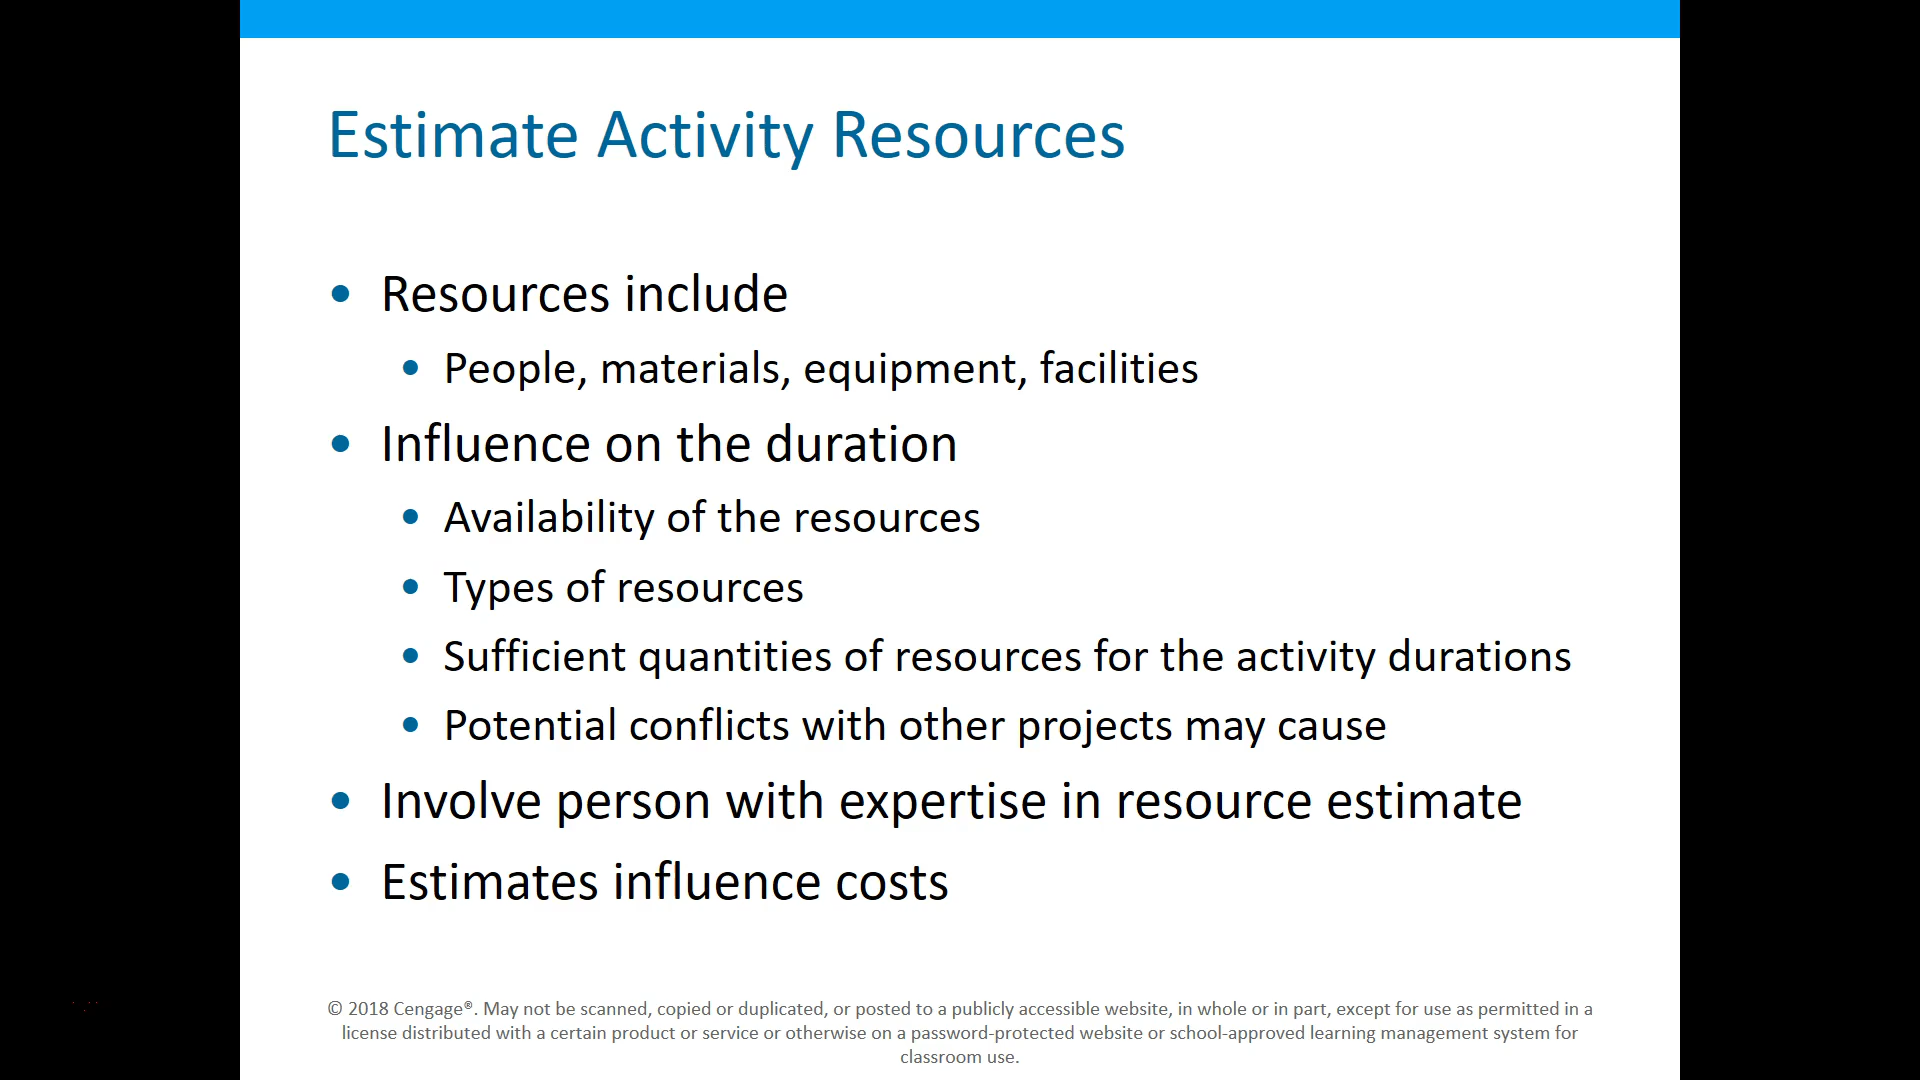 Estimate Activity Resources
• Resources include
• People, materials, equipment, facilities
• Influence on the duration
• Availability of the resources
• Types of resources
• Sufficient quantities of resources for the activity durations
• Potential conflicts with other projects may cause
• Involve person with expertise in resource estimate
• Estimates influence costs
© 2018 Cengage®. May not be scanned, copied or duplicated, or posted to a publicly accessible website, in whole or in part, except for use as permitted in a
license distributed with a certain product or service or otherwise on a password-protected website or school-approved learning management system for
classroom use.